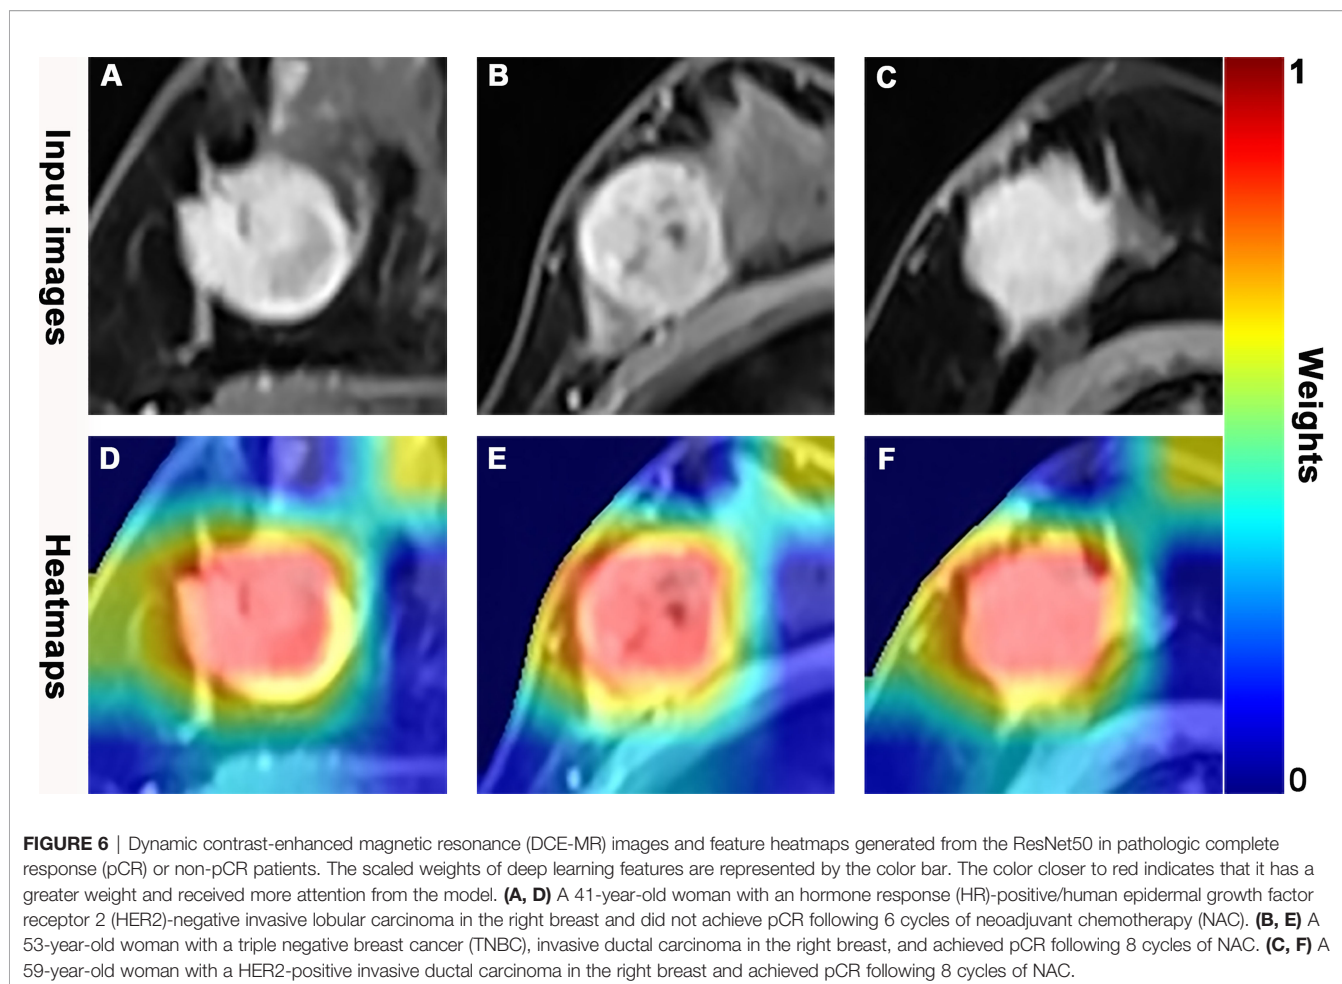 A
B
C
1
Input images
D
E
F
Weights
Heatmaps
0
FIGURE 6 | Dynamic contrast-enhanced magnetic resonance (DCE-MR) images and feature heatmaps generated from the ResNet50 in pathologic complete
response (pCR) or non-pCR patients. The scaled weights of deep learning features are represented by the color bar. The color closer to red indicates that it has a
greater weight and received more attention from the model. (A, D) A 41-year-old woman with an hormone response (HR)-positive/human epidermal growth factor
receptor 2 (HER2)-negative invasive lobular carcinoma in the right breast and did not achieve pCR following 6 cycles of neoadjuvant chemotherapy (NAC). (B, E) A
53-year-old woman with a triple negative breast cancer (TNBC), invasive ductal carcinoma in the right breast, and achieved pCR following 8 cycles of NAC. (C, F) A
59-year-old woman with a HER2-positive invasive ductal carcinoma in the right breast and achieved pCR following 8 cycles of NAC.